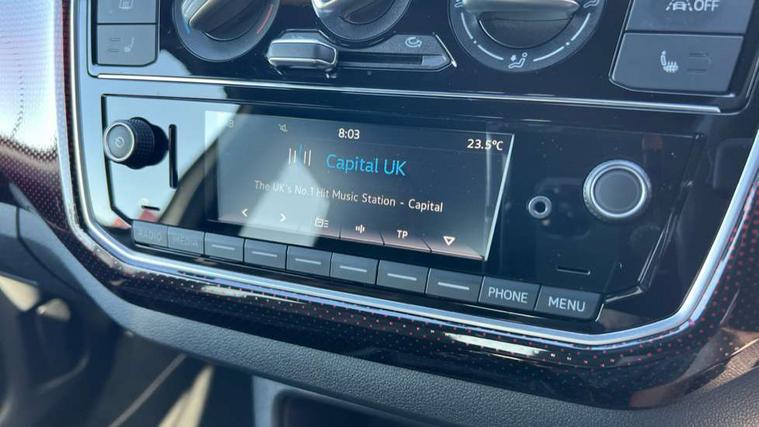 OFF
8:03
23.5°C
Capital UK
The UK's No.1 Hit Music Station - Capital
TP
RADIO MEDIA PHONE MENU